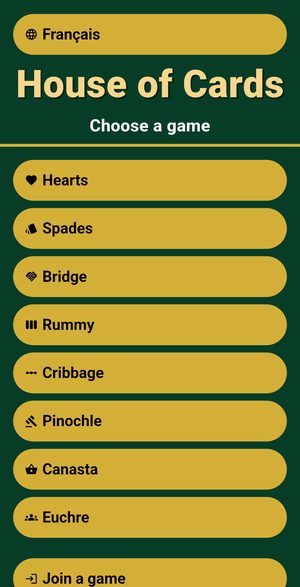 Français
House of Cards
Choose a game
Hearts
Spades
Bridge
Rummy
Cribbage
Pinochle
Canasta
Euchre
Join a game